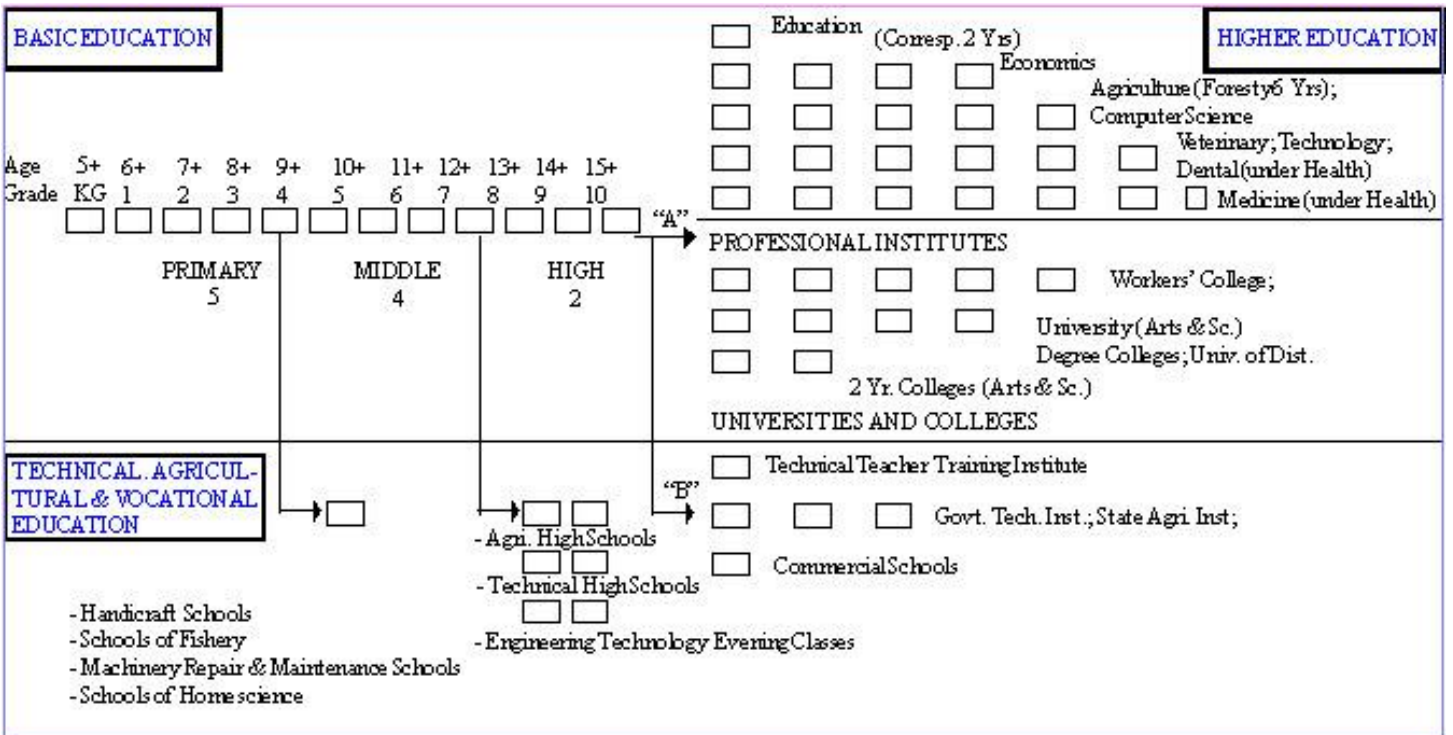 BASIC EDUCATION
HIGHER EDUCATION
Education
(Corresp. 2 Yrs)
Economics
Agriculture (Foresty6 Yrs);
Computer Science
Veterinary; Technology;
Dental(under Health)
Medicine (under Health)
Age 5+ 6+ 7+ 8+ 9+ 10+ 11+ 12+ 13+ 14+ 15+
Grade KG 1 2 3 4 5 6 7 8 9 10
"A"
PRIMARY
5
MIDDLE
4
HIGH
2
PROFESSIONAL INSTITUTES
Workers' College;
University (Arts & Sc.)
Degree Colleges; Univ. of Dist.
2 Yr. Colleges (Arts & Sc.)
UNIVERSITIES AND COLLEGES
TECHNICAL. AGRICUL-
TURAL & VOCATIONAL
EDUCATION
"B"
Technical Teacher Training Institute
Govt. Tech. Inst.; State Agri. Inst;
Commercial Schools
- Agri. High Schools
- Technical High Schools
- Engineering Technology Evening Classes
- Handicraft Schools
- Schools of Fishery
- Machinery Repair & Maintenance Schools
- Schools of Home science